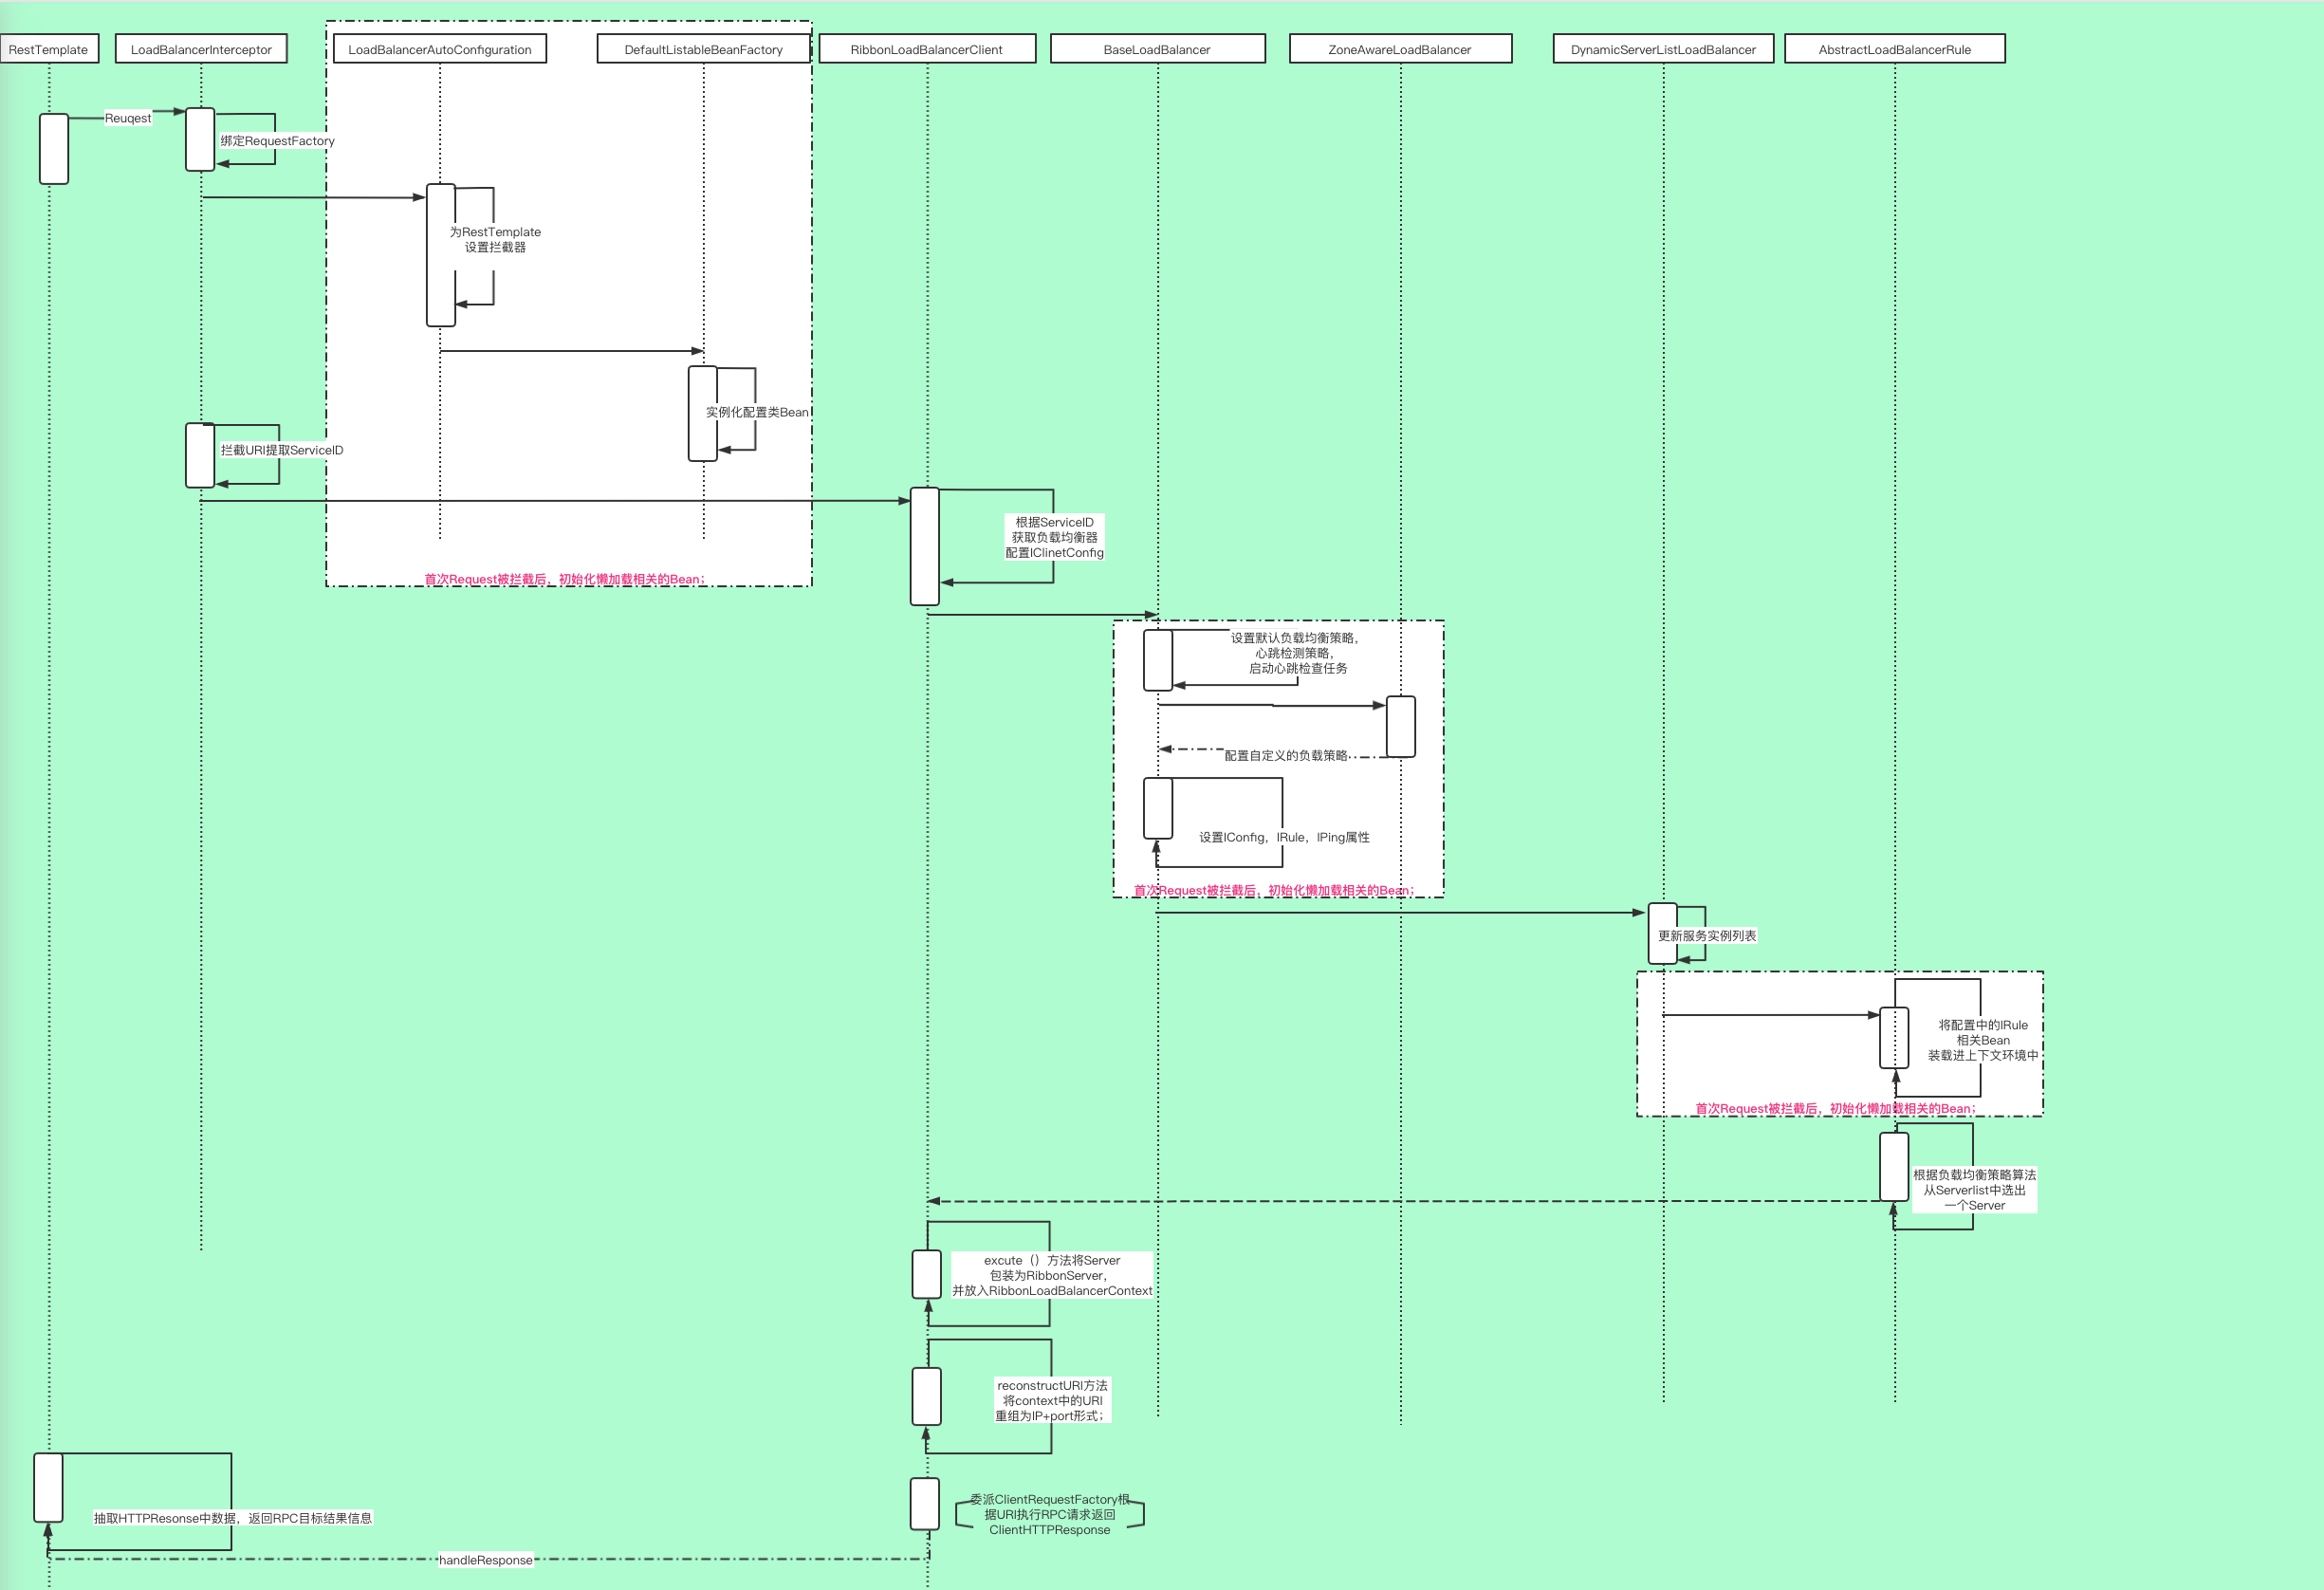 RestTemplate
LoadBalancerInterceptor
LoadBalancerAutoConfiguration
DefaultListableBeanFactory
RibbonLoadBalancerClient
BaseLoadBalancer
ZoneAwareLoadBalancer
DynamicServerListLoadBalancer
AbstractLoadBalancerRule
Reuqest
绑定RequestFactory
为RestTemplate
设置拦截器
实例化配置类Bean
拦截URI提取ServiceID
根据ServiceID
获取负载均衡器
配置IClinetConfig
首次Request被拦截后，初始化懒加载相关的Bean；
设置默认负载均衡策略，
心跳检测策略，
启动心跳检查任务
配置自定义的负载策略
设置IConfig，IRule，IPing属性
首次Request被拦截后，初始化懒加载相关的Bean；
更新服务实例列表
将配置中的IRule
相关Bean
装载进上下文环境中
首次Request被拦截后，初始化懒加载相关的Bean；
根据负载均衡策略算法
从Serverlist中选出
一个Server
excute（）方法将Server
包装为RibbonServer，
并放入RibbonLoadBalancerContext
reconstructURI方法
将context中的URI
重组为IP+port形式；
委派ClientRequestFactory根
据URI执行RPC请求返回
ClientHTTPResponse
抽取HTTPResonse中数据，返回RPC目标结果信息
handleResponse